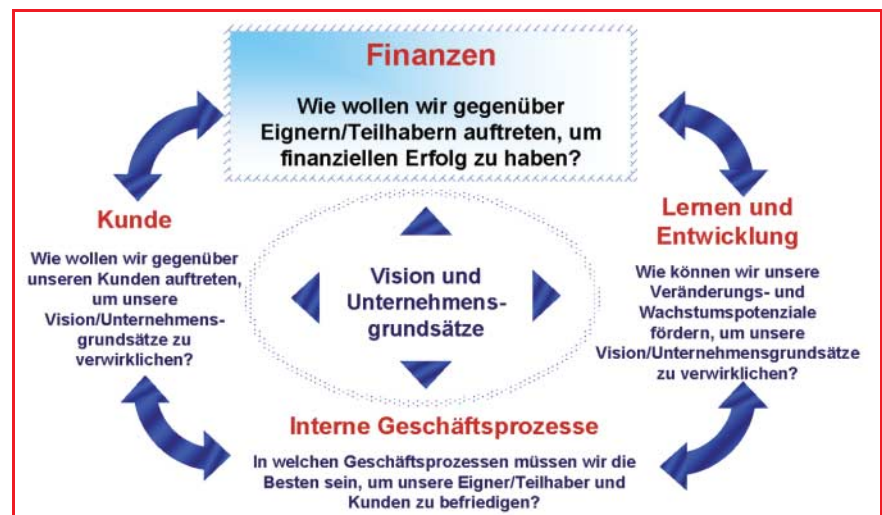 Finanzen
Wie wollen wir gegenüber
Eignern/Teilhabern auftreten, um
finanziellen Erfolg zu haben?
Kunde
Wie wollen wir gegenüber
unseren Kunden auftreten,
um unsere
Vision/Unternehmens-
grundsätze zu
verwirklichen?
Vision und
Unternehmens-
grundsätze
Lernen und
Entwicklung
Wie können wir unsere
Veränderungs- und
Wachstumspotenziale
fördern, um unsere
Vision/Unternehmensgrundsätze
zu verwirklichen?
Interne Geschäftsprozesse
In welchen Geschäftsprozessen müssen wir die
Besten sein, um unsere Eigner/Teilhaber und
Kunden zu befriedigen?